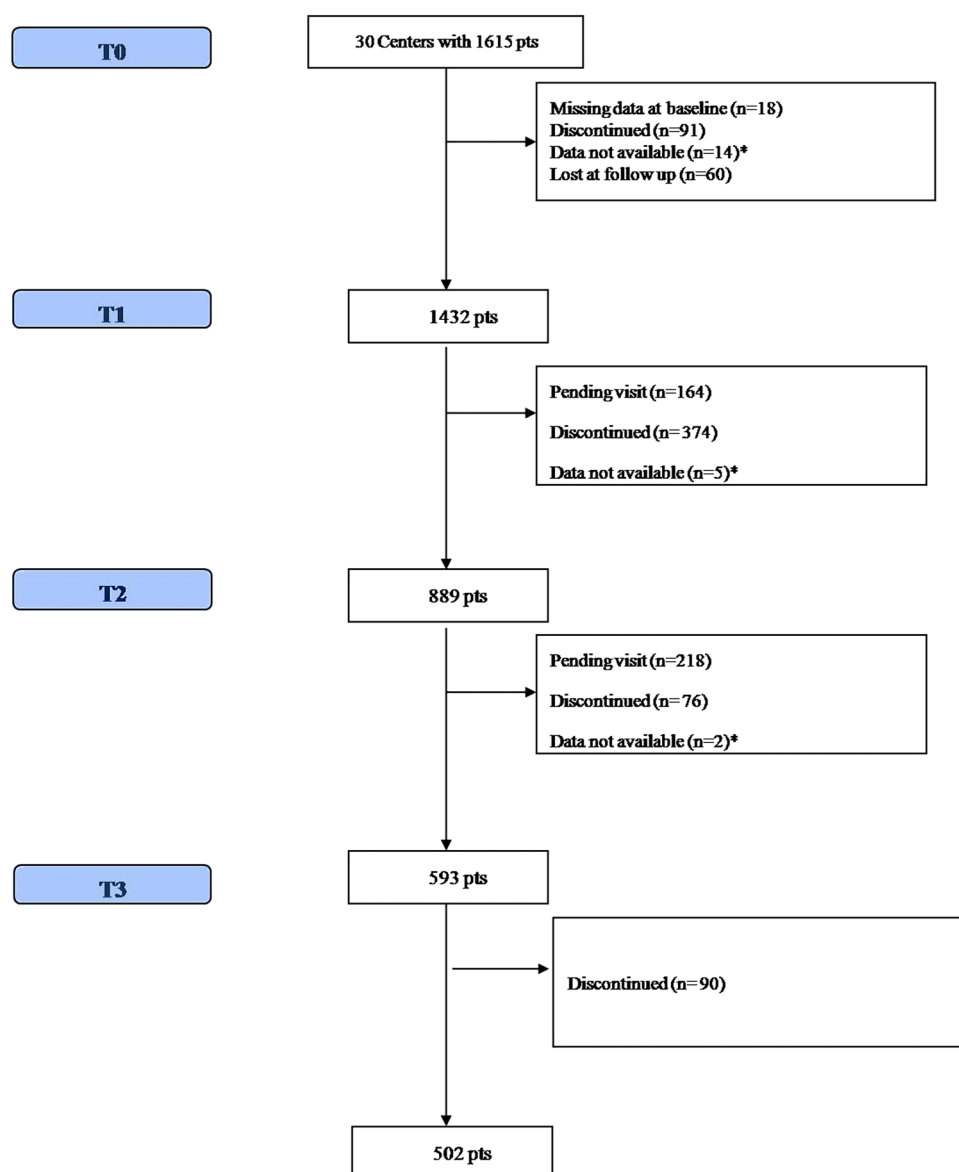 T0
30 Centers with 1615 pts
Missing data at baseline (n=18)
Discontinued (n=91)
Data not available (n=14)*
Lost at follow up (n=60)
T1
1432 pts
Pending visit (n=164)
Discontinued (n=374)
Data not available (n=5)*
T2
889 pts
Pending visit (n=218)
Discontinued (n=76)
Data not available (n=2)*
T3
593 pts
Discontinued (n=90)
502 pts